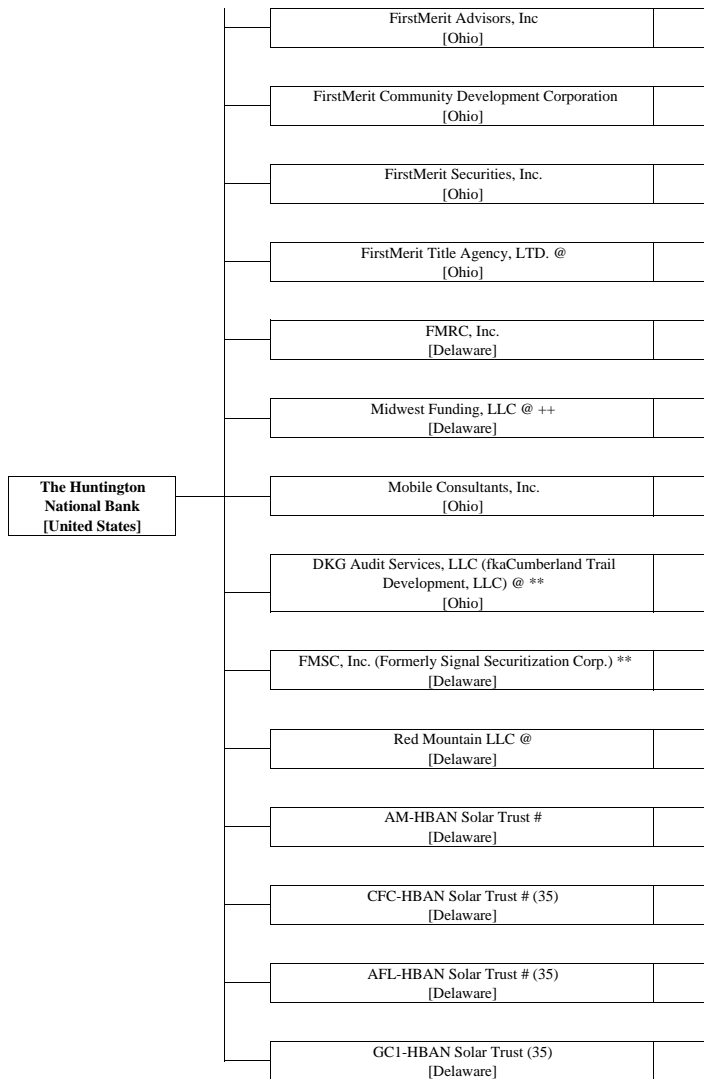 FirstMerit Advisors, Inc
[Ohio]
FirstMerit Community Development Corporation
[Ohio]
FirstMerit Securities, Inc.
[Ohio]
FirstMerit Title Agency, LTD. @
[Ohio]
FMRC, Inc.
[Delaware]
Midwest Funding, LLC @ ++
[Delaware]
The Huntington
National Bank
[United States]
Mobile Consultants, Inc.
[Ohio]
DKG Audit Services, LLC (fkaCumberland Trail
Development, LLC) @ **
[Ohio]
FMSC, Inc. (Formerly Signal Securitization Corp.) **
[Delaware]
Red Mountain LLC @
[Delaware]
AM-HBAN Solar Trust #
[Delaware]
CFC-HBAN Solar Trust # (35)
[Delaware]
AFL-HBAN Solar Trust # (35)
[Delaware]
GC1-HBAN Solar Trust (35)
[Delaware]